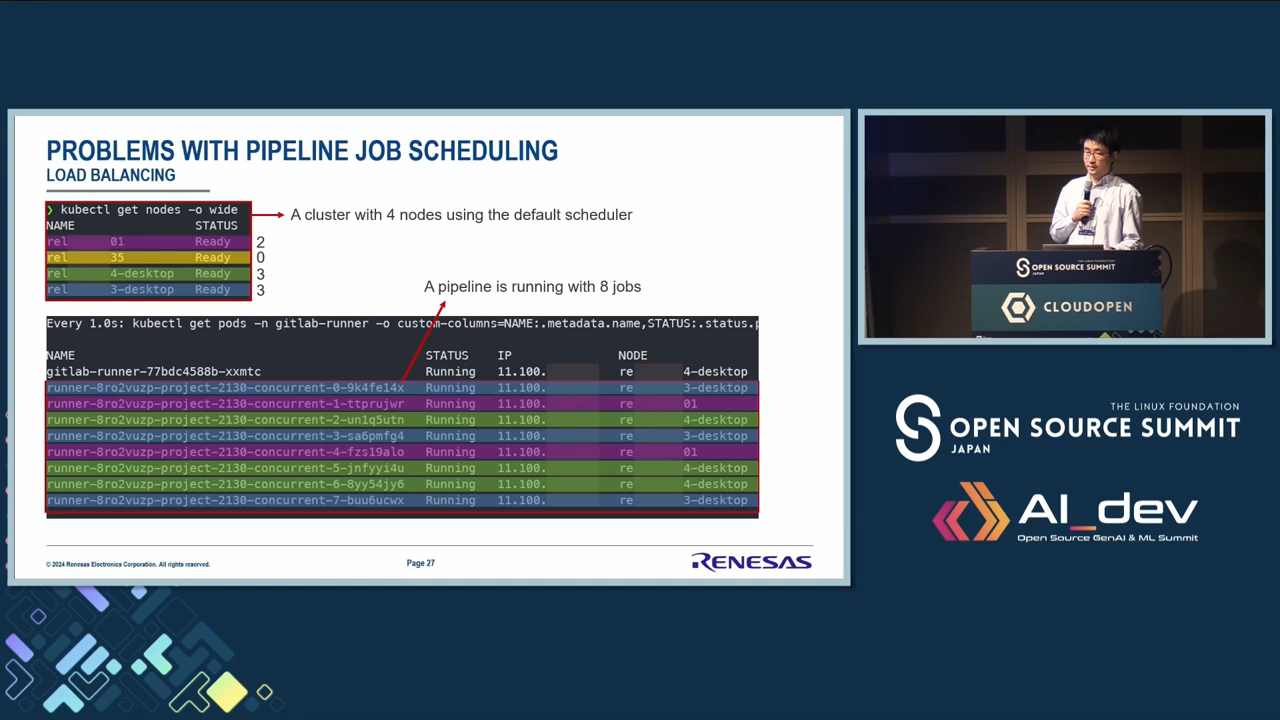 PROBLEMS WITH PIPELINE JOB SCHEDULING
LOAD BALANCING
❯ kubectl get nodes -o wide
NAME STATUS
rel 01 Ready 2
rel 35 Ready 0
rel 4-desktop Ready 3
rel 3-desktop Ready 3
A cluster with 4 nodes using the default scheduler
A pipeline is running with 8 jobs
Every 1.0s: kubectl get pods -n gitlab-runner -o custom-columns=NAME:.metadata.name,STATUS:.status.p
NAME STATUS IP NODE
gitlab-runner-77bdc4588b-xxmtc Running 11.100. re 4-desktop
runner-8ro2vuzp-project-2130-concurrent-0-9k4fe14x Running 11.100. re 3-desktop
runner-8ro2vuzp-project-2130-concurrent-1-ttprujwr Running 11.100. re 01
runner-8ro2vuzp-project-2130-concurrent-2-un1q5utn Running 11.100. re 4-desktop
runner-8ro2vuzp-project-2130-concurrent-3-sa6pmfg4 Running 11.100. re 3-desktop
runner-8ro2vuzp-project-2130-concurrent-4-fzs19alo Running 11.100. re 01
runner-8ro2vuzp-project-2130-concurrent-5-jnfyyi4u Running 11.100. re 4-desktop
runner-8ro2vuzp-project-2130-concurrent-6-8yy54jy6 Running 11.100. re 4-desktop
runner-8ro2vuzp-project-2130-concurrent-7-buu6ucwx Running 11.100. re 3-desktop
© 2024 Renesas Electronics Corporation. All rights reserved.
Page 27
RENESAS
OPEN SOURCE SUMMIT
JAPAN
CLOUDOPEN
THE LINUX FOUNDATION
OPEN SOURCE SUMMIT
JAPAN
AI_dev
Open Source GenAI & ML Summit